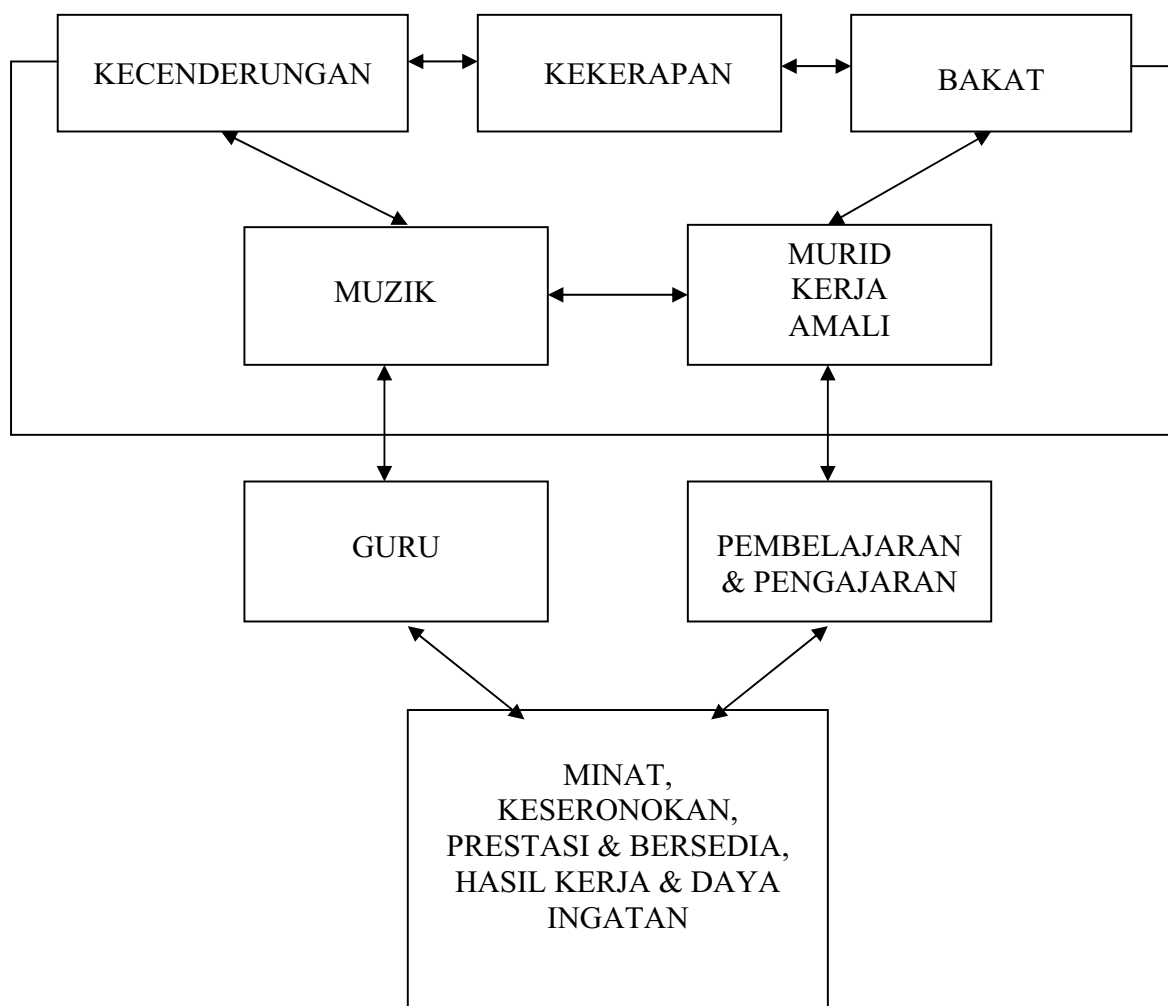 KECENDERUNGAN
KEKERAPAN
BAKAT
MUZIK
MURID
KERJA
AMALI
GURU
PEMBELAJARAN
& PENGAJARAN
MINAT,
KESERONOKAN,
PRESTASI & BERSEDIA,
HASIL KERJA & DAYA
INGATAN